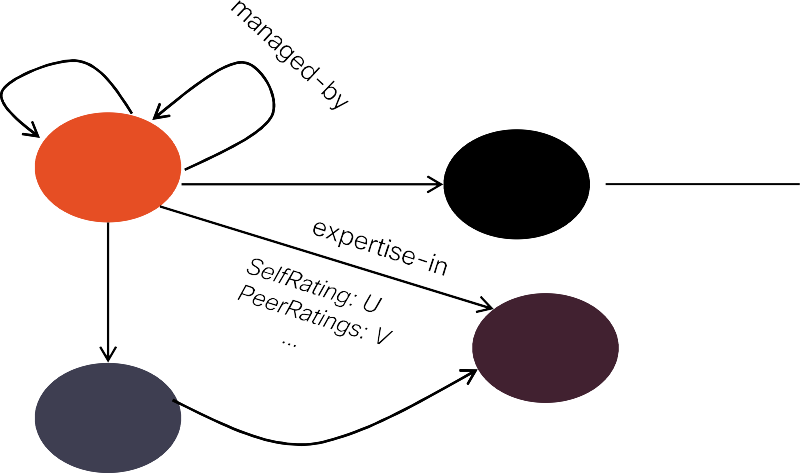 managed-by
expertise-in
SelfRating: U
PeerRatings: V
...